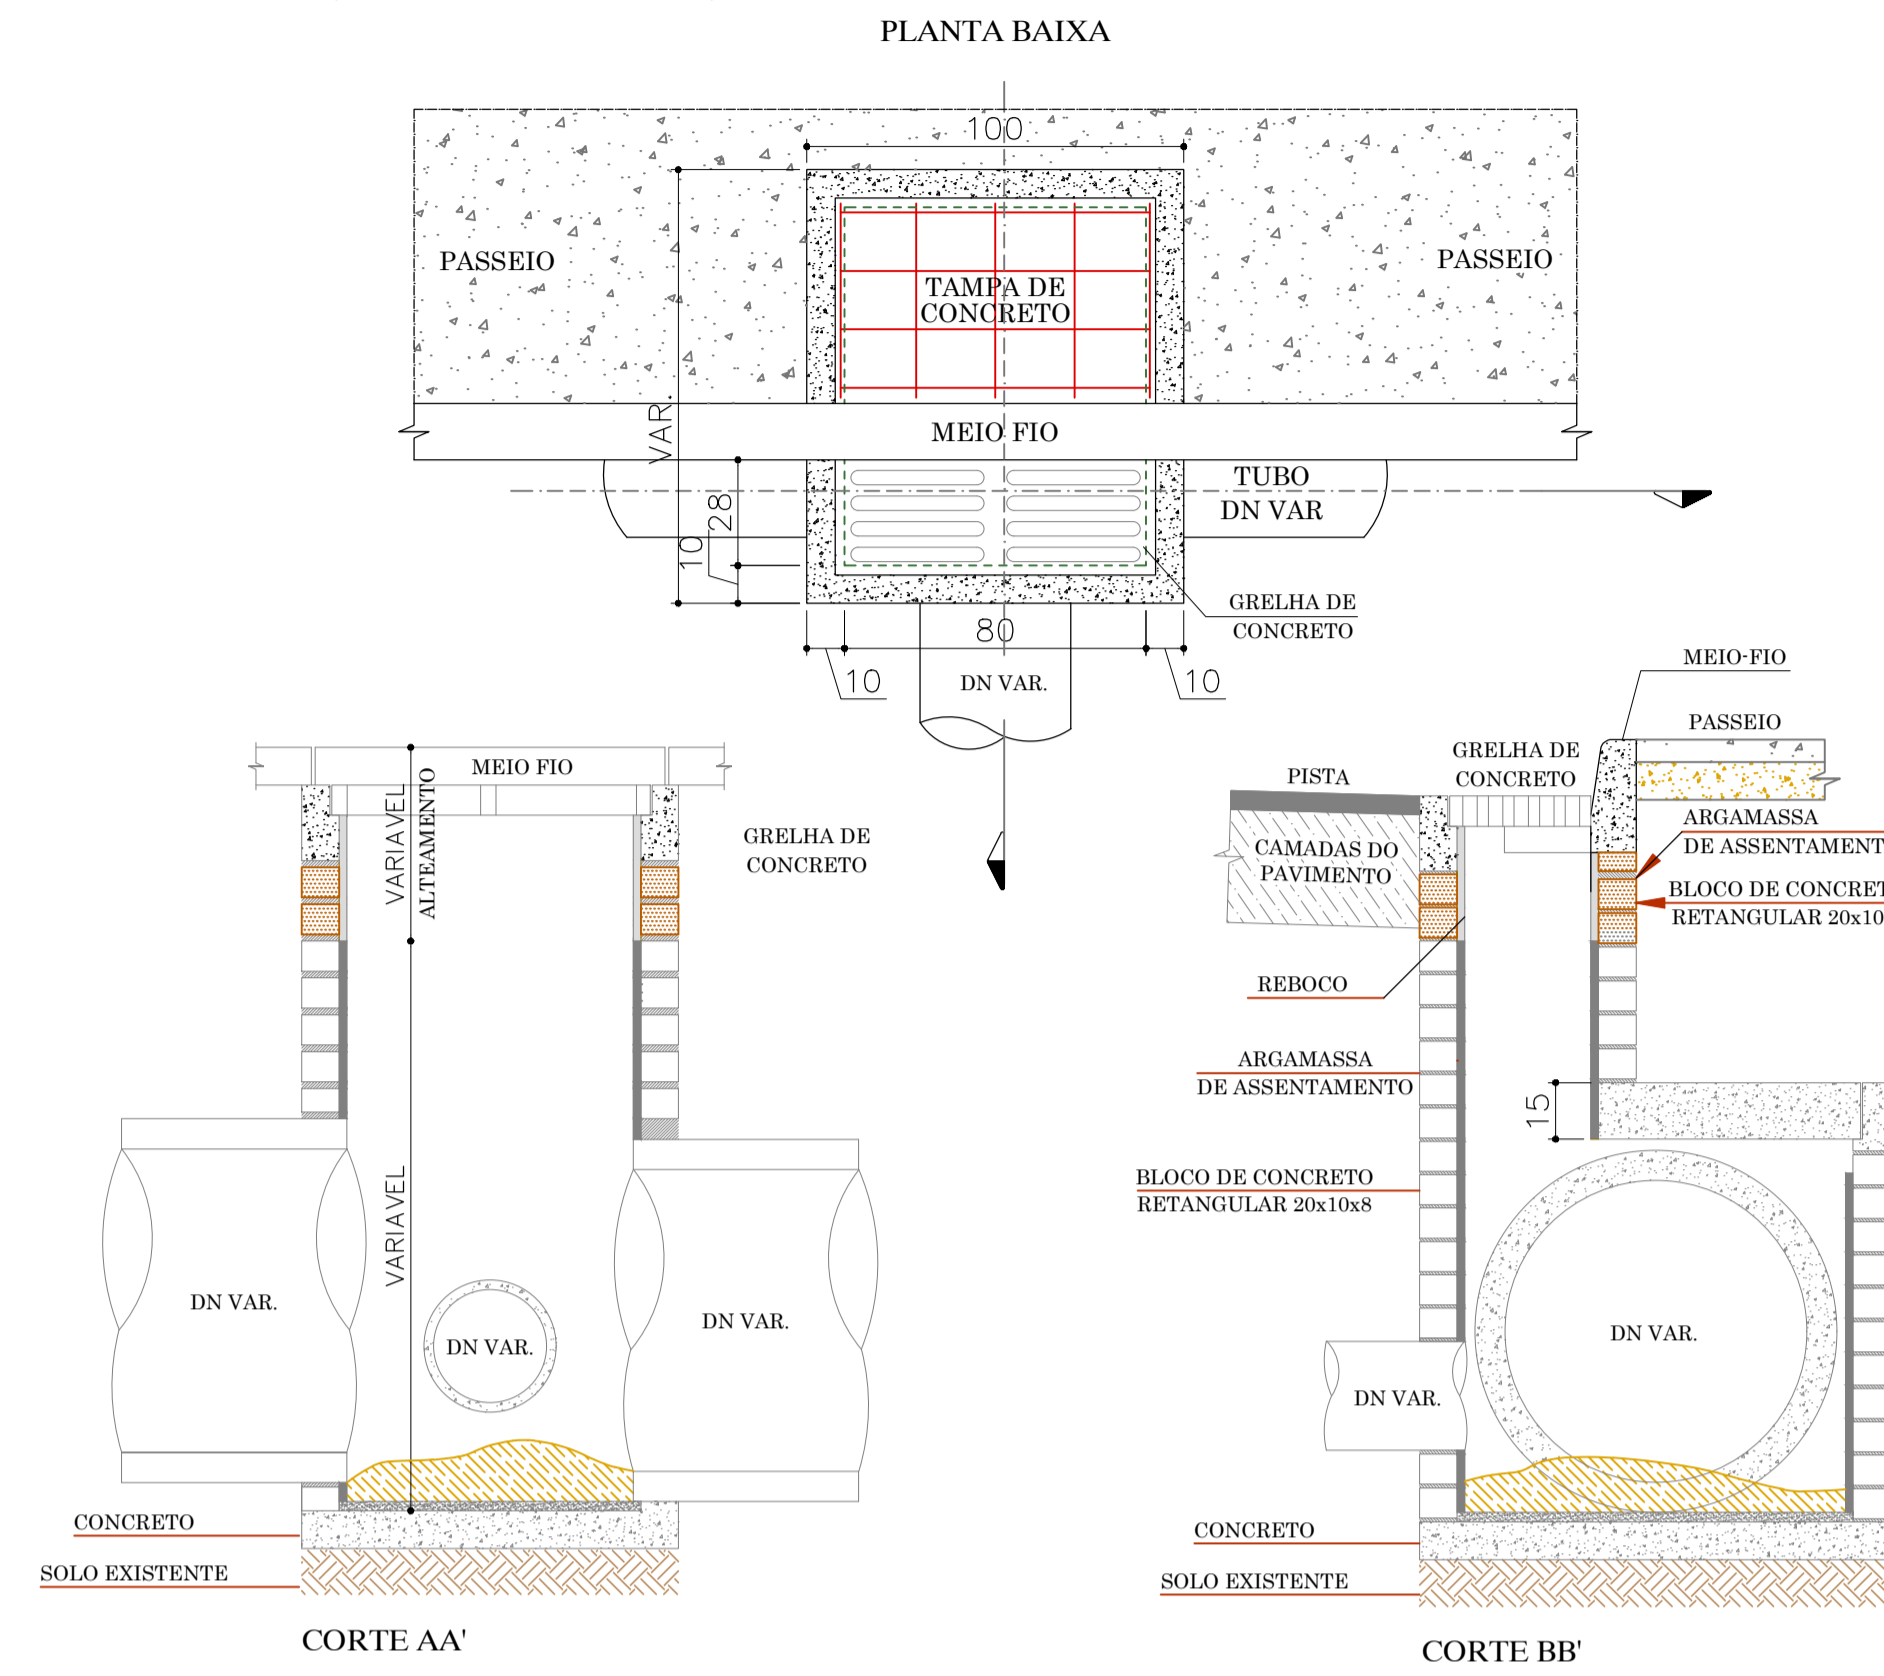 PLANTA BAIXA
100
PASSEIO
PASSEIO
TAMPA DE
CONCRETO
VAR.
MEIO FIO
TUBO
DN VAR
28
10
GRELHA DE
CONCRETO
80
10
10
DN VAR.
MEIO-FIO
PASSEIO
GRELHA DE
CONCRETO
PISTA
MEIO FIO
VARIAVEL
ALTEAMENTO
GRELHA DE
CONCRETO
CAMADAS DO
PAVIMENTO
ARGAMASSA
DE ASSENTAMENT
BLOCO DE CONCRET
RETANGULAR 20x10
REBOCO
ARGAMASSA
DE ASSENTAMENTO
15
BLOCO DE CONCRETO
RETANGULAR 20x10x8
VARIAVEL
DN VAR.
DN VAR.
DN VAR.
DN VAR.
DN VAR.
CONCRETO
SOLO EXISTENTE
CONCRETO
SOLO EXISTENTE
CORTE AA'
CORTE BB'